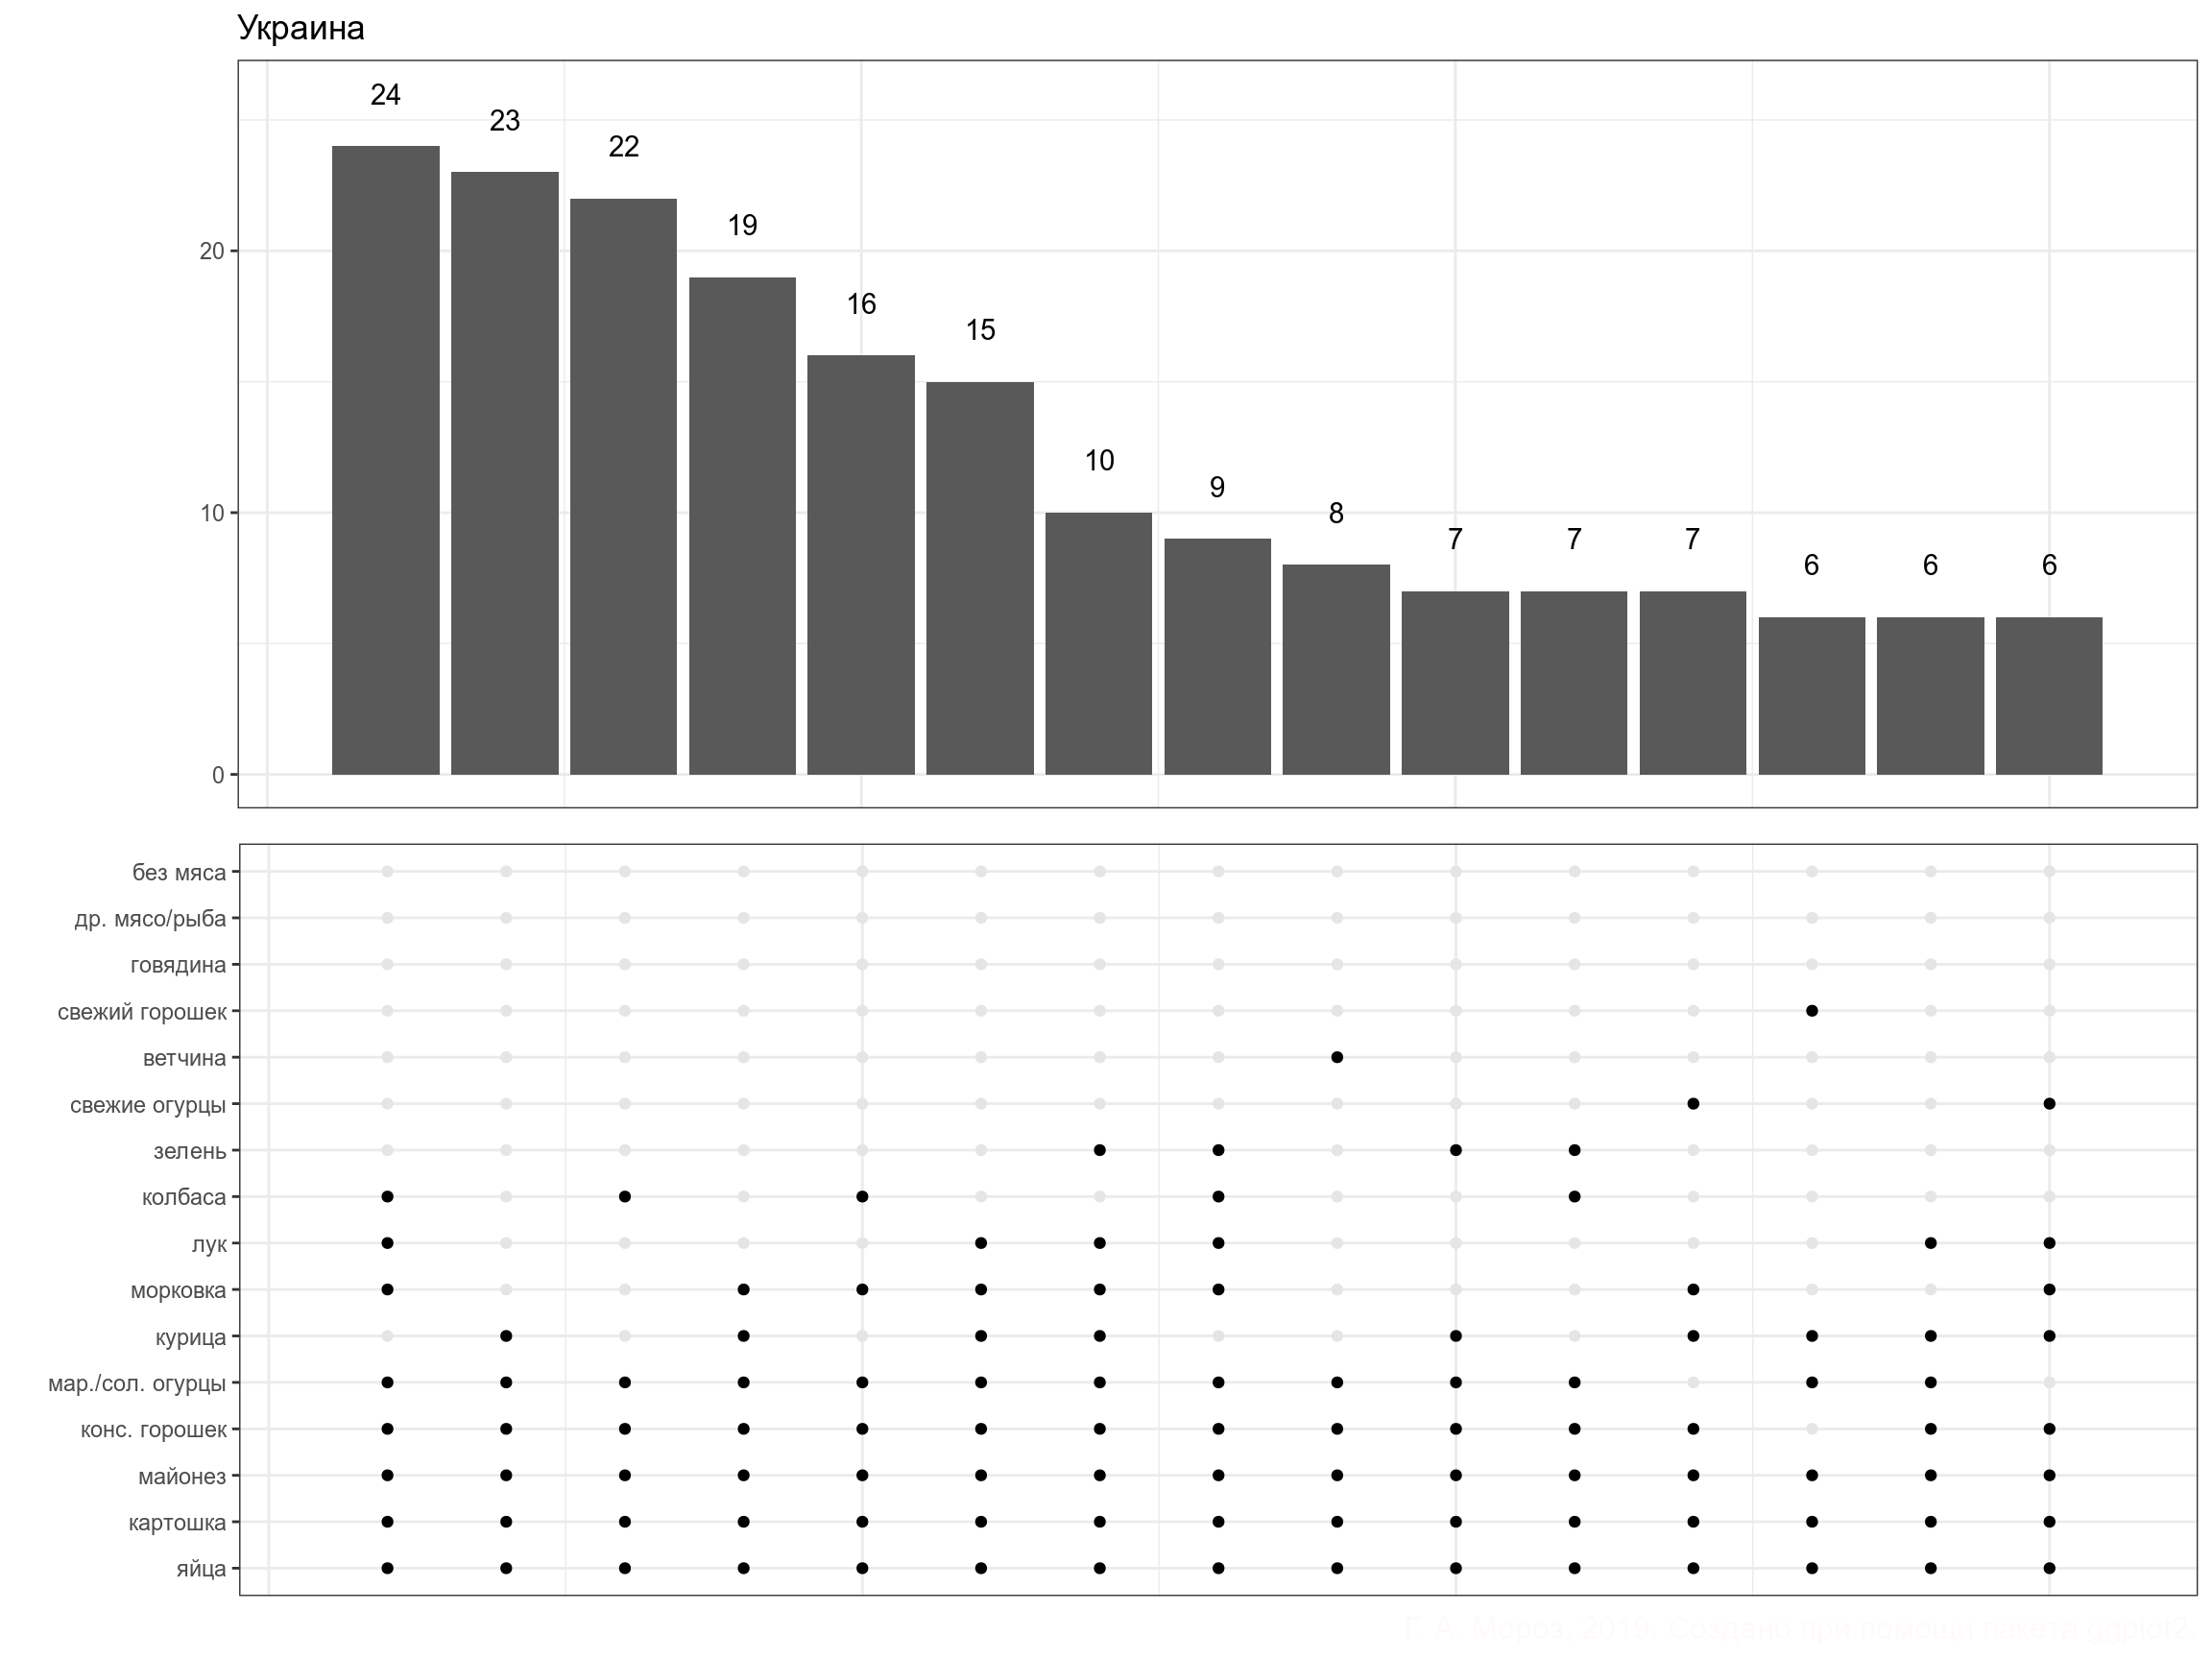 Украина
24
23
22
19
16
15
10
9
8
7
7
7
6
6
6
20
10
0
без мяса
др. мясо/рыба
говядина
свежий горошек
ветчина
свежие огурцы
зелень
колбаса
лук
морковка
курица
мар./сол. огурцы
конс. горошек
майонез
картошка
яйца
Г. А. Мороз, 2019, Создано при помощи пакета ggplot2.